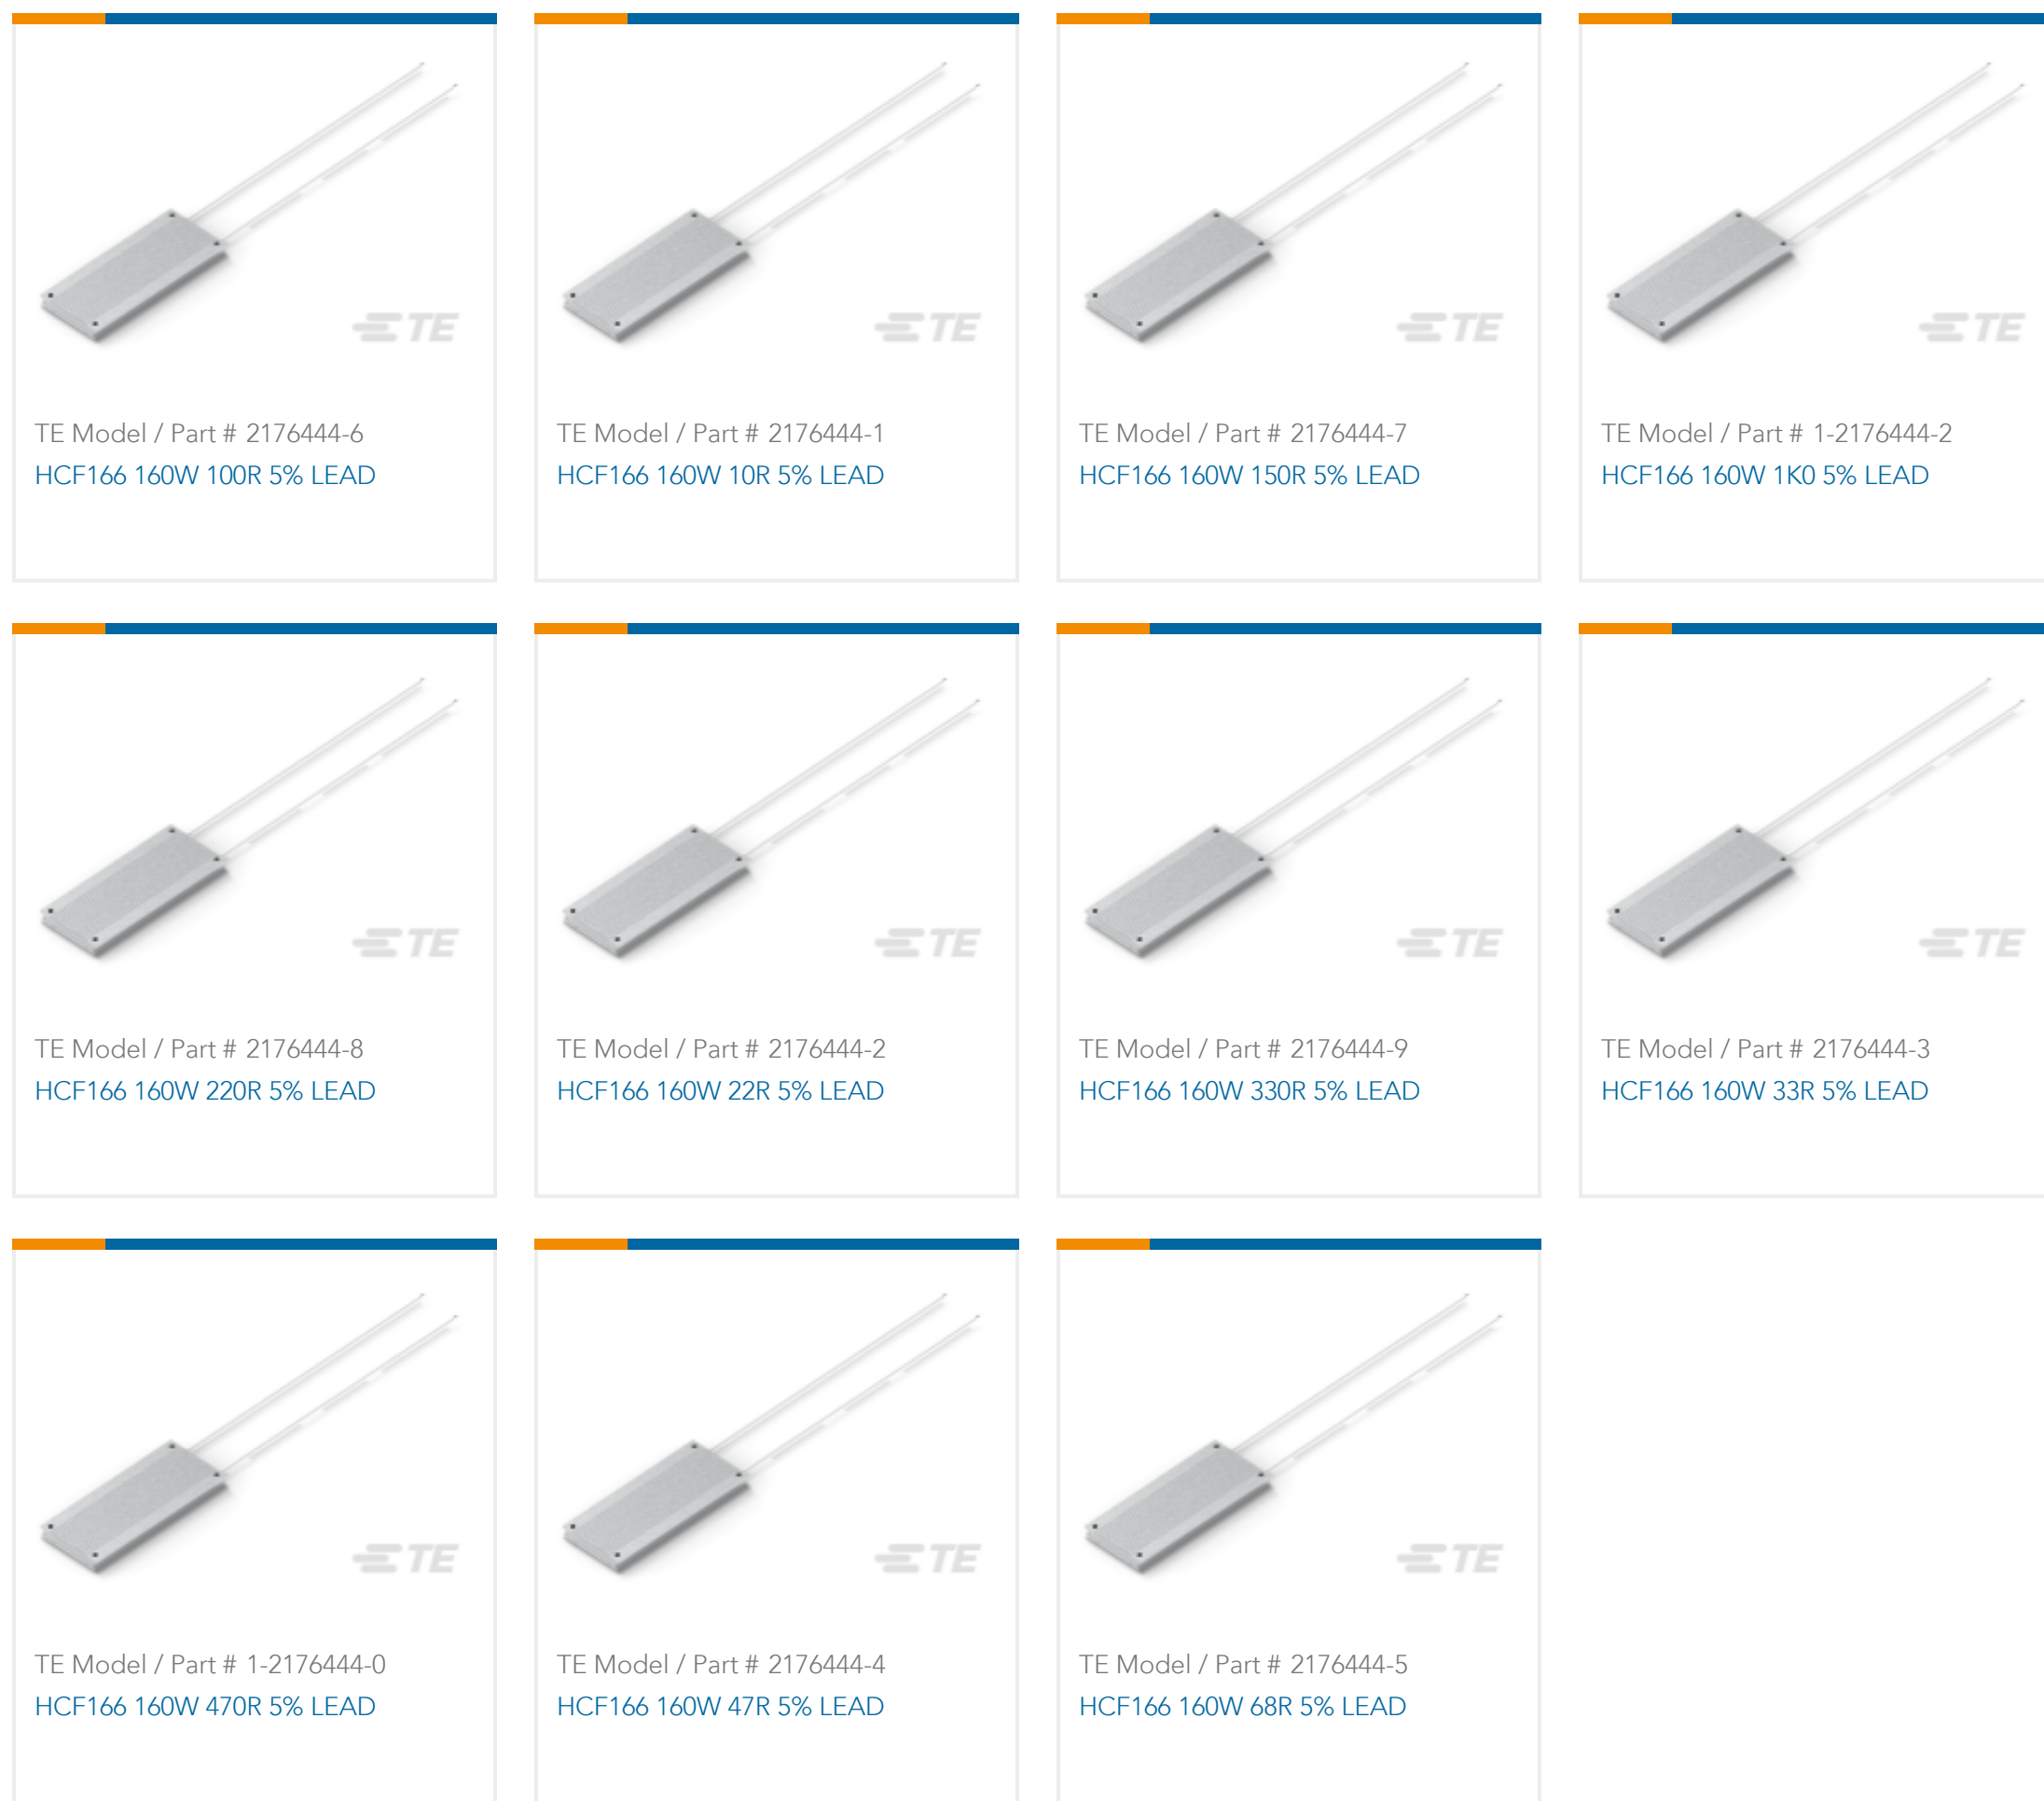 TE
TE Model / Part # 2176444-6
HCF166 160W 100R 5% LEAD
TE
TE Model / Part # 2176444-1
HCF166 160W 10R 5% LEAD
TE
TE Model / Part # 2176444-7
HCF166 160W 150R 5% LEAD
TE
TE Model / Part # 1-2176444-2
HCF166 160W 1K0 5% LEAD
TE
TE Model / Part # 2176444-8
HCF166 160W 220R 5% LEAD
TE
TE Model / Part # 2176444-2
HCF166 160W 22R 5% LEAD
TE
TE Model / Part # 2176444-9
HCF166 160W 330R 5% LEAD
TE
TE Model / Part # 2176444-3
HCF166 160W 33R 5% LEAD
TE
TE Model / Part # 1-2176444-0
HCF166 160W 470R 5% LEAD
TE
TE Model / Part # 2176444-4
HCF166 160W 47R 5% LEAD
TE
TE Model / Part # 2176444-5
HCF166 160W 68R 5% LEAD